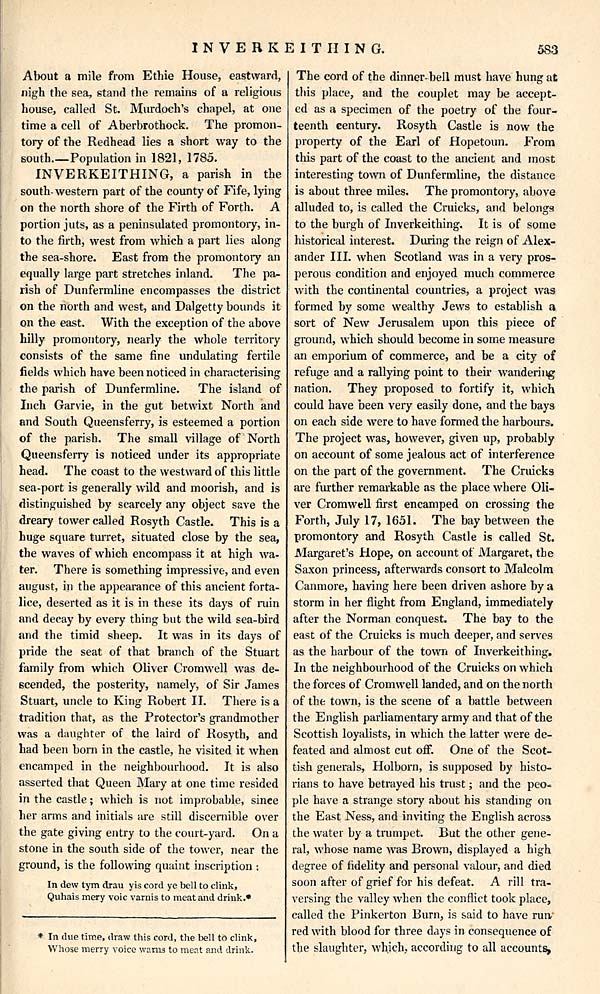 INVERKEITHING.
583
About a mile from Ethie House, eastward,
nigh the sea, stand the remains of a religious
house, called St. Murdoch's chapel, at one
time a cell of Aberbrothock. The promon-
tory of the Redhead lies a short way to the
south.—Population in 1821, 1785.
INVERKEITHING, a parish in the
south-western part of the county of Fife, lying
on the north shore of the Firth of Forth. A
portion juts, as a peninsulated promontory, in-
to the firth, west from which a part lies along
the sea-shore. East from the promontory an
equally large part stretches inland. The pa-
rish of Dunfermline encompasses the district
on the north and west, and Dalgetty bounds it
on the east. With the exception of the above
hilly promontory, nearly the whole territory
consists of the same fine undulating fertile
fields which have been noticed in characterising
the parish of Dunfermline. The island of
Inch Garvie, in the gut betwixt North and
and South Queensferry, is esteemed a portion
of the parish. The small village of North
Queensferry is noticed under its appropriate
head. The coast to the westward of this little
sea-port is generally wild and moorish, and is
distinguished by scarcely any object save the
dreary tower called Rosyth Castle. This is a
huge square turret, situated close by the sea,
the waves of which encompass it at high wa-
ter. There is something impressive, and even
august, in the appearance of this ancient forta-
lice, deserted as it is in these its days of ruin
and decay by every thing but the wild sea-bird
and the timid sheep. It was in its days of
pride the seat of that branch of the Stuart
family from which Oliver Cromwell was de-
scended, the posterity, namely, of Sir James
Stuart, uncle to King Robert II. There is a
tradition that, as the Protector's grandmother
was a daughter of the laird of Rosyth, and
had been born in the castle, he visited it when
encamped in the neighbourhood. It is also
asserted that Queen Mary at one time resided
in the castle; which is not improbable, since
her arms and initials are still discernible over
the gate giving entry to the court-yard. On a
stone in the south side of the tower, near the
ground, is the following quaint inscription:
In dew tym drau yis cord ye bell to clink,
Quhais mery voic varnis to meat and drink.*
* In due time, draw this cord, the bell to clink,
Whose merry voice warns to meat and drink.
The cord of the dinner-bell must have hung at
this place, and the couplet may be accept-
ed as a specimen of the poetry of the four-
teenth century. Rosyth Castle is now the
property of the Earl of Hopetoun. From
this part of the coast to the ancient and most
interesting town of Dunfermline, the distance
is about three miles. The promontory, above
alluded to, is called the Cruicks, and belongs
to the burgh of Inverkeithing. It is of some
historical interest. During the reign of Alex-
ander III. when Scotland was in a very pros-
perous condition and enjoyed much commerce
with the continental countries, a project was
formed by some wealthy Jews to establish a
sort of New Jerusalem upon this piece of
ground, which should become in some measure
an emporium of commerce, and be a city of
refuge and a rallying point to their wandering
nation. They proposed to fortify it, which
could have been very easily done, and the bays
on each side were to have formed the harbours.
The project was, however, given up, probably
on account of some jealous act of interference
on the part of the government. The Cruicks
are further remarkable as the place where Oli-
ver Cromwell first encamped on crossing the
Forth, July 17, 1651. The bay between the
promontory and Rosyth Castle is called St.
Margaret's Hope, on account of Margaret, the
Saxon princess, afterwards consort to Malcolm
Canmore, having here been driven ashore by a
storm in her flight from England, immediately
after the Norman conquest. The bay to the
east of the Cruicks is much deeper, and serves
as the harbour of the town of Inverkeithing.
In the neighbourhood of the Cruicks on which
the forces of Cromwell landed, and on the north
of the town, is the scene of a battle between
the English parliamentary army and that of the
Scottish loyalists, in which the latter were de-
feated and almost cut off. One of the Scot-
tish generals, Holborn, is supposed by histo-
rians to have betrayed his trust; and the peo-
ple have a strange story about his standing on
the East Ness, and inviting the English across
the water by a trumpet. But the other gene-
ral, whose name was Brown, displayed a high
degree of fidelity and personal valour, and died
soon after of grief for his defeat. A rill tra-
versing the valley when the conflict took place,
called the Pinkerton Burn, is said to have run
red with blood for three days in consequence of
the slaughter, which, according to all accounts,